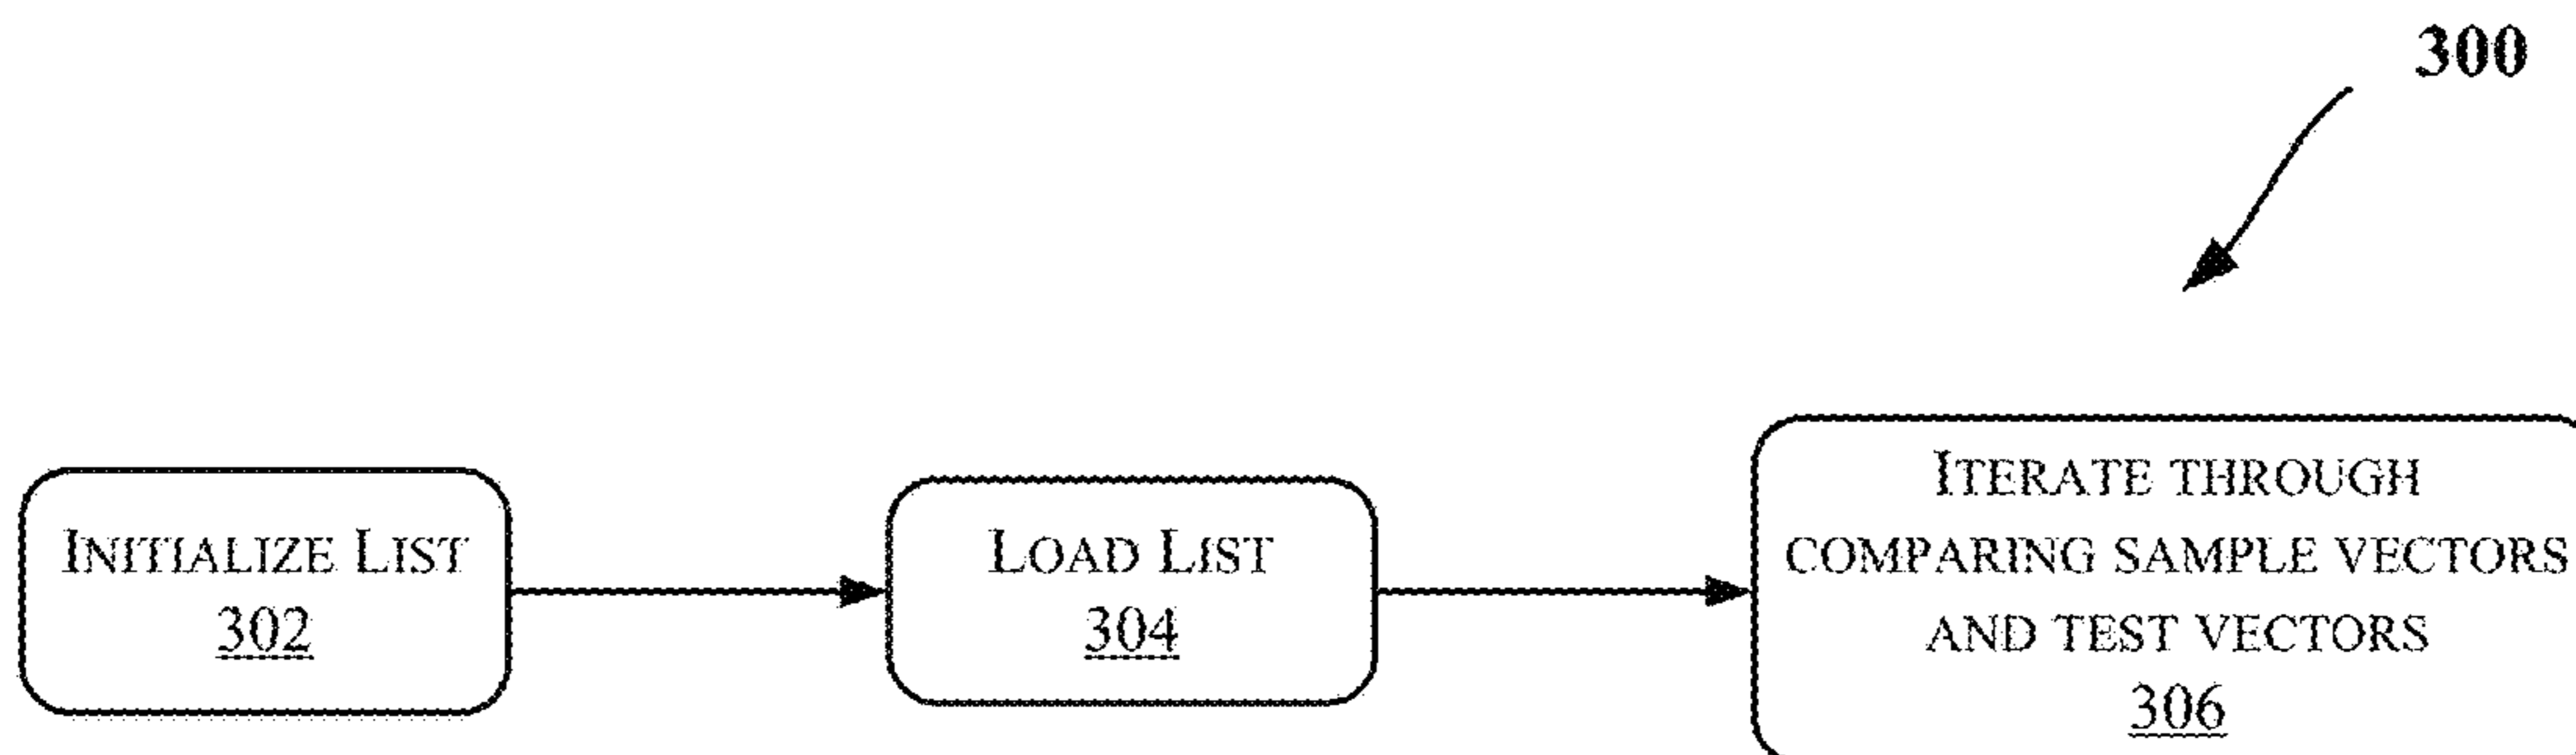 300
INITIALIZE LIST
302
LOAD LIST
304
ITERATE THROUGH
COMPARING SAMPLE VECTORS
AND TEST VECTORS
306